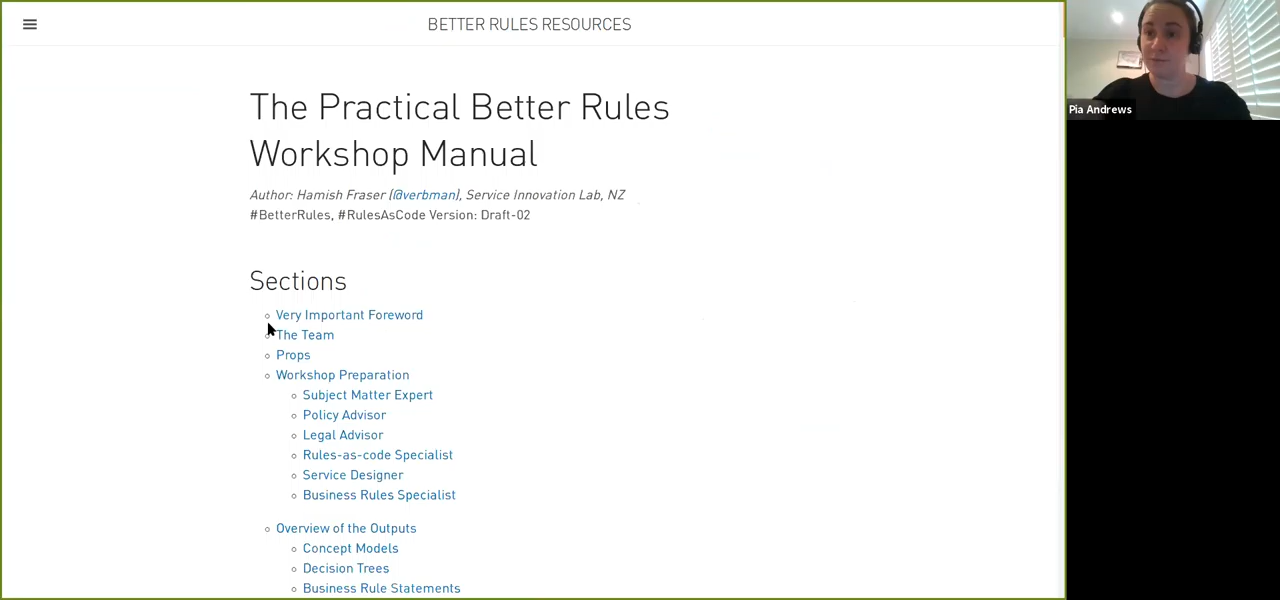 BETTER RULES RESOURCES
Pia Andrews
The Practical Better Rules
Workshop Manual
Author: Hamish Fraser (@verbman), Service Innovation Lab, NZ
#BetterRules, #RulesAsCode Version: Draft-02
Sections
Very Important Foreword
The Team
Props
Workshop Preparation
Subject Matter Expert
Policy Advisor
Legal Advisor
Rules-as-code Specialist
Service Designer
Business Rules Specialist
Overview of the Outputs
Concept Models
Decision Trees
Business Rule Statements